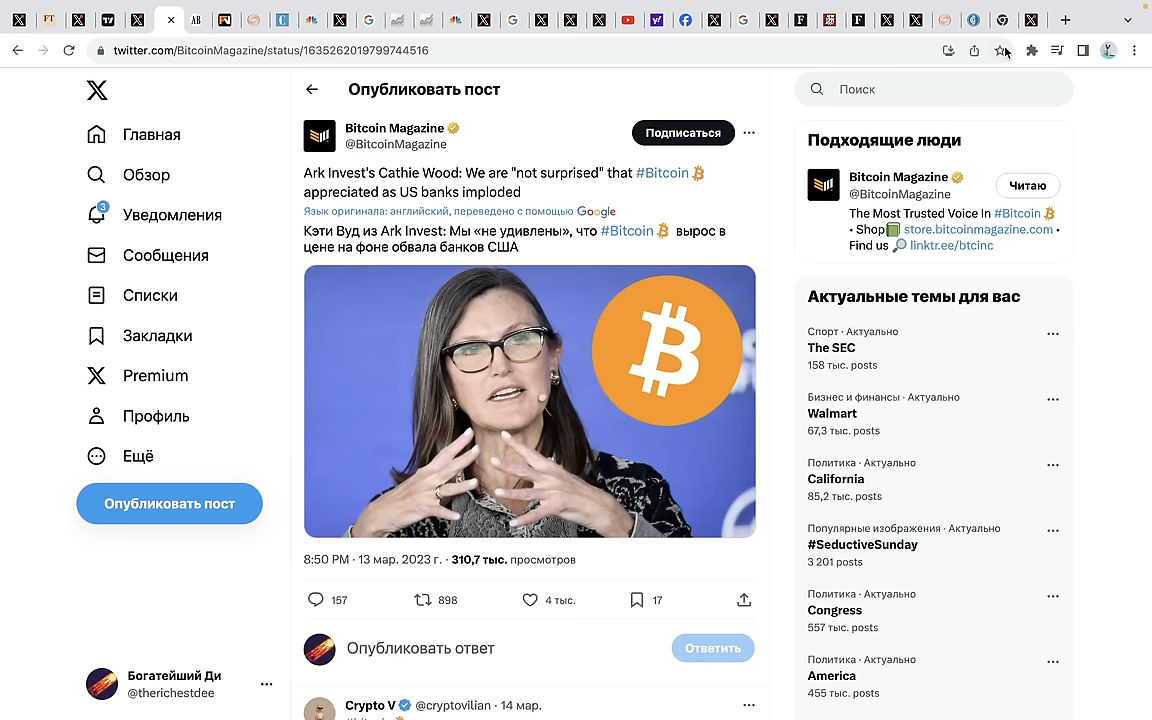 twitter.com/BitcoinMagazine/status/1635262019799744516
Главная
Обзор
3
Уведомления
Сообщения
Списки
Закладки
Premium
Профиль
Ещё
Опубликовать пост
Богатейший Ди
@therichestdee
Опубликовать пост
Bitcoin Magazine
@BitcoinMagazine
Подписаться
Ark Invest's Cathie Wood: We are "not surprised" that #Bitcoin
appreciated as US banks imploded
Язык оригинала: английский, переведено с помощью Google
Кэти Вуд из Ark Invest: Мы «не удивлены», что #Bitcoin вырос в
цене на фоне обвала банков США
8:50 PM · 13 мар. 2023 г. · 310,7 тыс. просмотров
157 898 4 тыс. 17
Опубликовать ответ
Ответить
Crypto V @cryptovilian · 14 мар.
Поиск
Подходящие люди
Bitcoin Magazine
@BitcoinMagazine
Читаю
The Most Trusted Voice In #Bitcoin
• Shop store.bitcoinmagazine.com •
Find us linktr.ee/btcinc
Актуальные темы для вас
Спорт · Актуально
The SEC
158 тыс. posts
Бизнес и финансы · Актуально
Walmart
67,3 тыс. posts
Политика · Актуально
California
85,2 тыс. posts
Популярные изображения · Актуально
#SeductiveSunday
3 201 posts
Политика · Актуально
Congress
557 тыс. posts
Политика · Актуально
America
455 тыс. posts